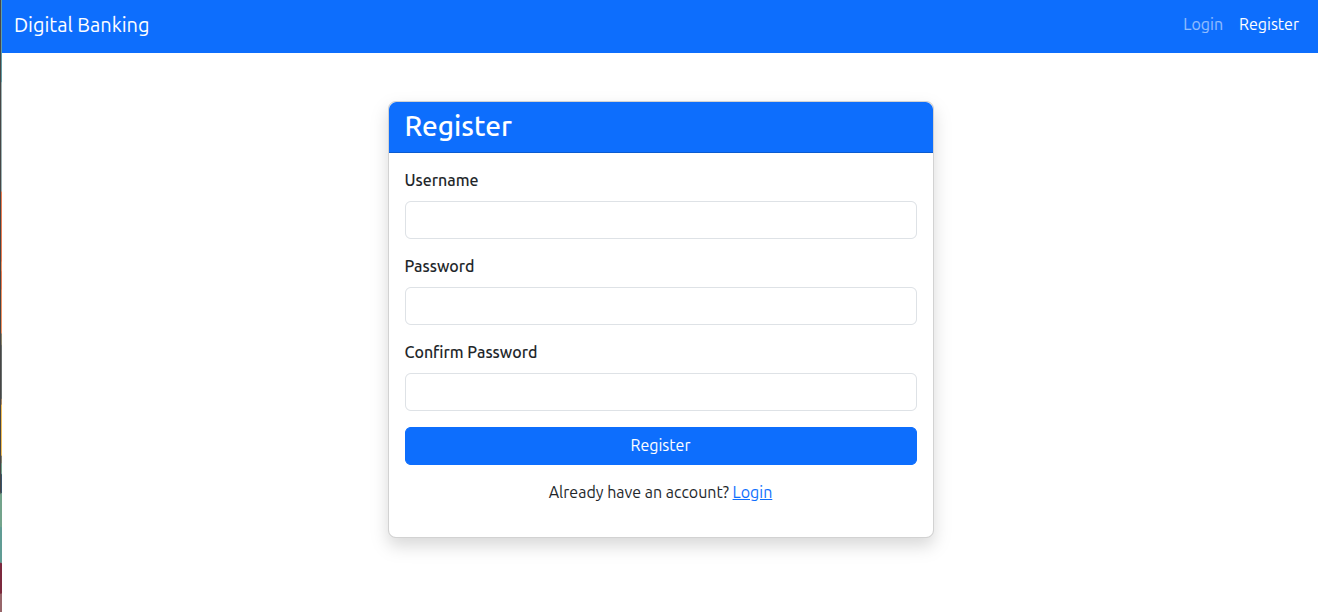 Digital Banking
Login Register
Register
Username
Password
Confirm Password
Register
Already have an account? Login